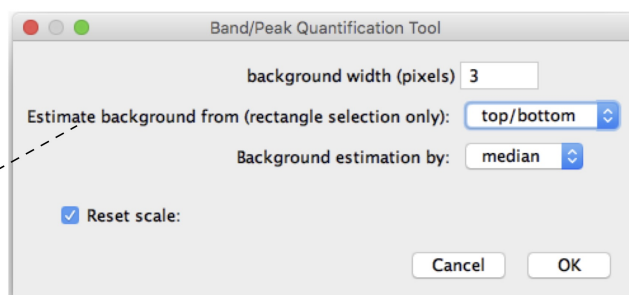 Band/Peak Quantification Tool
background width (pixels) 3
Estimate background from (rectangle selection only): top/bottom
Background estimation by: median
Reset scale:
Cancel OK